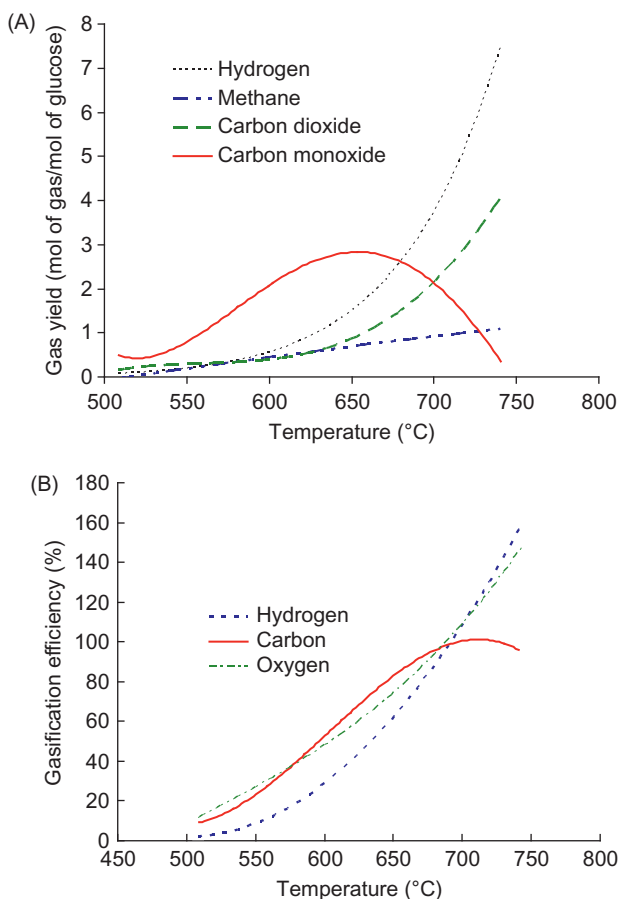 (A)
8
7
6
5
4
3
2
1
0
Gas yield (mol of gas/mol of glucose)
Hydrogen
Methane
Carbon dioxide
Carbon monoxide
500 550 600 650 700 750 800
Temperature (°C)
(B)
180
160
140
120
100
80
60
40
20
0
Gasification efficiency (%)
Hydrogen
Carbon
Oxygen
450 500 550 600 650 700 750 800
Temperature (°C)